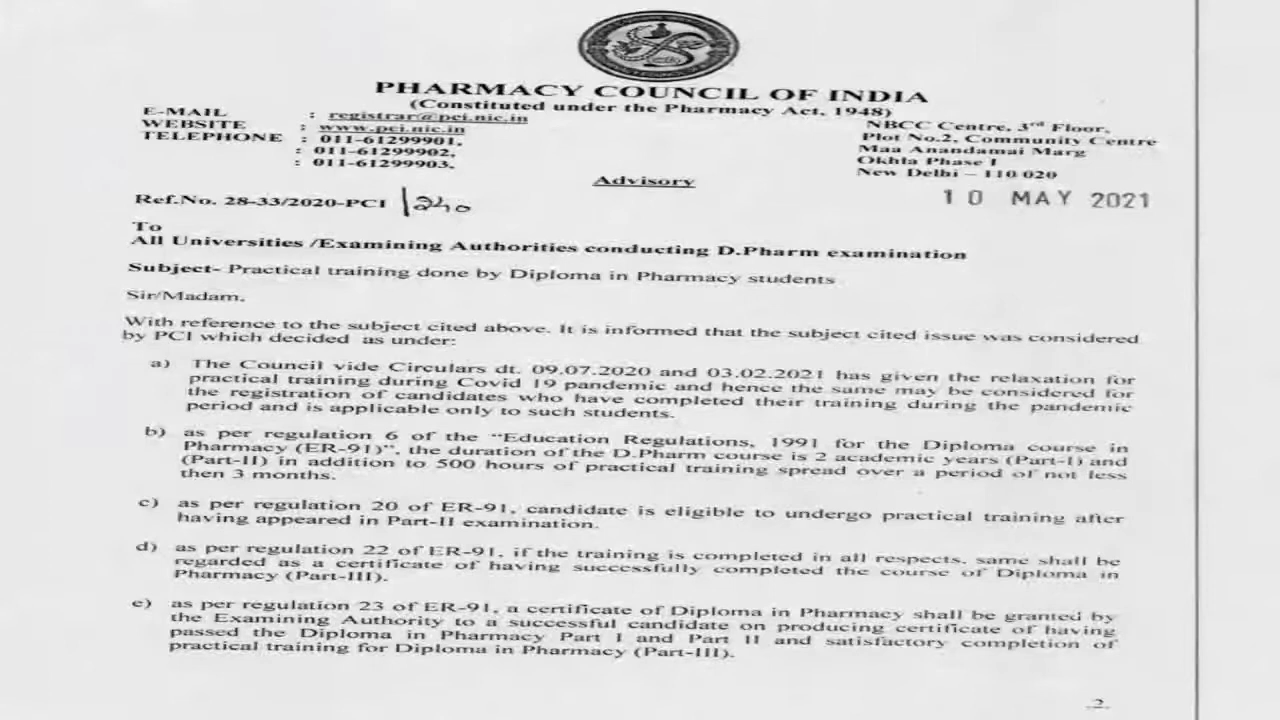 PHARMACY COUNCIL OF INDIA
(Constituted under the Pharmacy Act, 1948)
E-MAIL : registrar@pci.nic.in
WEBSITE : www.pci.nic.in
TELEPHONE : 011-61299901,
: 011-61299902,
: 011-61299903.
NBCC Centre, 3rd Floor,
Plot No.2, Community Centre
Maa Anandamai Marg
Okhla Phase I
New Delhi – 110 020
Advisory
10 MAY 2021
Ref.No. 28-33/2020-PCI /1240
To
All Universities /Examining Authorities conducting D.Pharm examination
Subject- Practical training done by Diploma in Pharmacy students
Sir/Madam,
With reference to the subject cited above. It is informed that the subject cited issue was considered
by PCI which decided as under:
a) The Council vide Circulars dt. 09.07.2020 and 03.02.2021 has given the relaxation for
practical training during Covid 19 pandemic and hence the same may be considered for
the registration of candidates who have completed their training during the pandemic
period and is applicable only to such students.
b) as per regulation 6 of the “Education Regulations, 1991 for the Diploma course in
Pharmacy (ER-91)”, the duration of the D.Pharm course is 2 academic years (Part-I) and
(Part-II) in addition to 500 hours of practical training spread over a period of not less
then 3 months.
c) as per regulation 20 of ER-91, candidate is eligible to undergo practical training after
having appeared in Part-II examination.
d) as per regulation 22 of ER-91, if the training is completed in all respects, same shall be
regarded as a certificate of having successfully completed the course of Diploma in
Pharmacy (Part-III).
e) as per regulation 23 of ER-91, a certificate of Diploma in Pharmacy shall be granted by
the Examining Authority to a successful candidate on producing certificate of having
passed the Diploma in Pharmacy Part I and Part II and satisfactory completion of
practical training for Diploma in Pharmacy (Part-III).
..2..